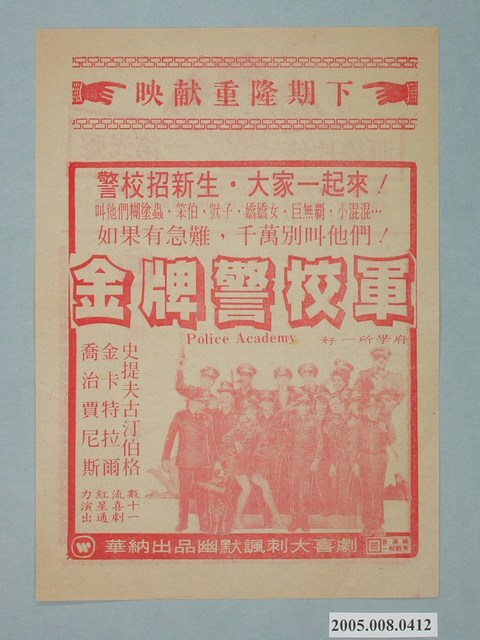 下期隆重献映
警校招新生・大家一起來！
叫他們糊塗蟲・笨伯・獃子・嬌嬌女・巨無霸・小混混…
如果有急難，千萬別叫他們！
金牌警校軍
Police Academy
好一所學府
史提夫古汀伯格
金卡特拉爾
喬治賈尼斯
數十一
流喜劇
紅星通
力演出
華納出品幽默諷刺大喜劇
2005.008.0412